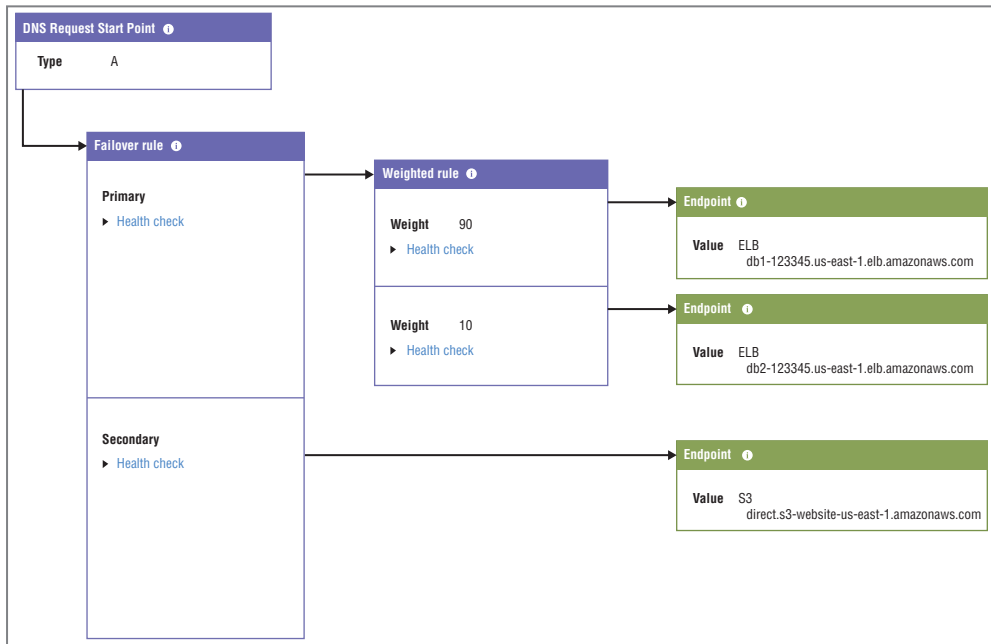 DNS Request Start Point
Type A
Failover rule
Primary
Health check
Secondary
Health check
Weighted rule
Weight 90
Health check
Weight 10
Health check
Endpoint
Value ELB
db1-123345.us-east-1.elb.amazonaws.com
Endpoint
Value ELB
db2-123345.us-east-1.elb.amazonaws.com
Endpoint
Value S3
direct.s3-website-us-east-1.amazonaws.com